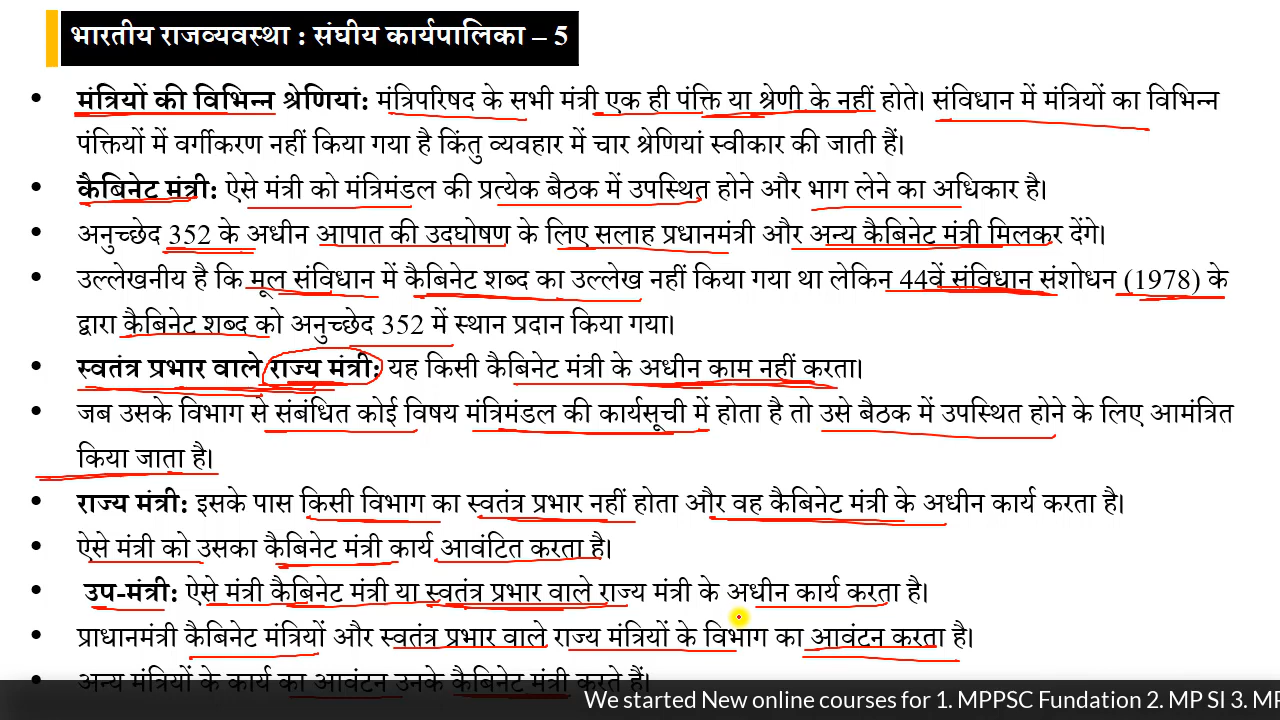 भारतीय राजव्यवस्था : संघीय कार्यपालिका – 5
• मंत्रियों की विभिन्न श्रेणियां: मंत्रिपरिषद के सभी मंत्री एक ही पंक्ति या श्रेणी के नहीं होते। संविधान में मंत्रियों का विभिन्न
पंक्तियों में वर्गीकरण नहीं किया गया है किंतु व्यवहार में चार श्रेणियां स्वीकार की जाती हैं।
• कैबिनेट मंत्री: ऐसे मंत्री को मंत्रिमंडल की प्रत्येक बैठक में उपस्थित होने और भाग लेने का अधिकार है।
• अनुच्छेद 352 के अधीन आपात की उदघोषण के लिए सलाह प्रधानमंत्री और अन्य कैबिनेट मंत्री मिलकर देंगे।
• उल्लेखनीय है कि मूल संविधान में कैबिनेट शब्द का उल्लेख नहीं किया गया था लेकिन 44वें संविधान संशोधन (1978) के
द्वारा कैबिनेट शब्द को अनुच्छेद 352 में स्थान प्रदान किया गया।
• स्वतंत्र प्रभार वाले राज्य मंत्री: यह किसी कैबिनेट मंत्री के अधीन काम नहीं करता।
• जब उसके विभाग से संबंधित कोई विषय मंत्रिमंडल की कार्यसूची में होता है तो उसे बैठक में उपस्थित होने के लिए आमंत्रित
किया जाता है।
• राज्य मंत्री: इसके पास किसी विभाग का स्वतंत्र प्रभार नहीं होता और वह कैबिनेट मंत्री के अधीन कार्य करता है।
• ऐसे मंत्री को उसका कैबिनेट मंत्री कार्य आवंटित करता है।
• उप-मंत्री: ऐसे मंत्री कैबिनेट मंत्री या स्वतंत्र प्रभार वाले राज्य मंत्री के अधीन कार्य करता है।
• प्राधानमंत्री कैबिनेट मंत्रियों और स्वतंत्र प्रभार वाले राज्य मंत्रियों के विभाग का आवंटन करता है।
• अन्य मंत्रियों के कार्य का आवंटन उनके कैबिनेट मंत्री करते हैं।
We started New online courses for 1. MPPSC Fundation 2. MP SI 3. MP